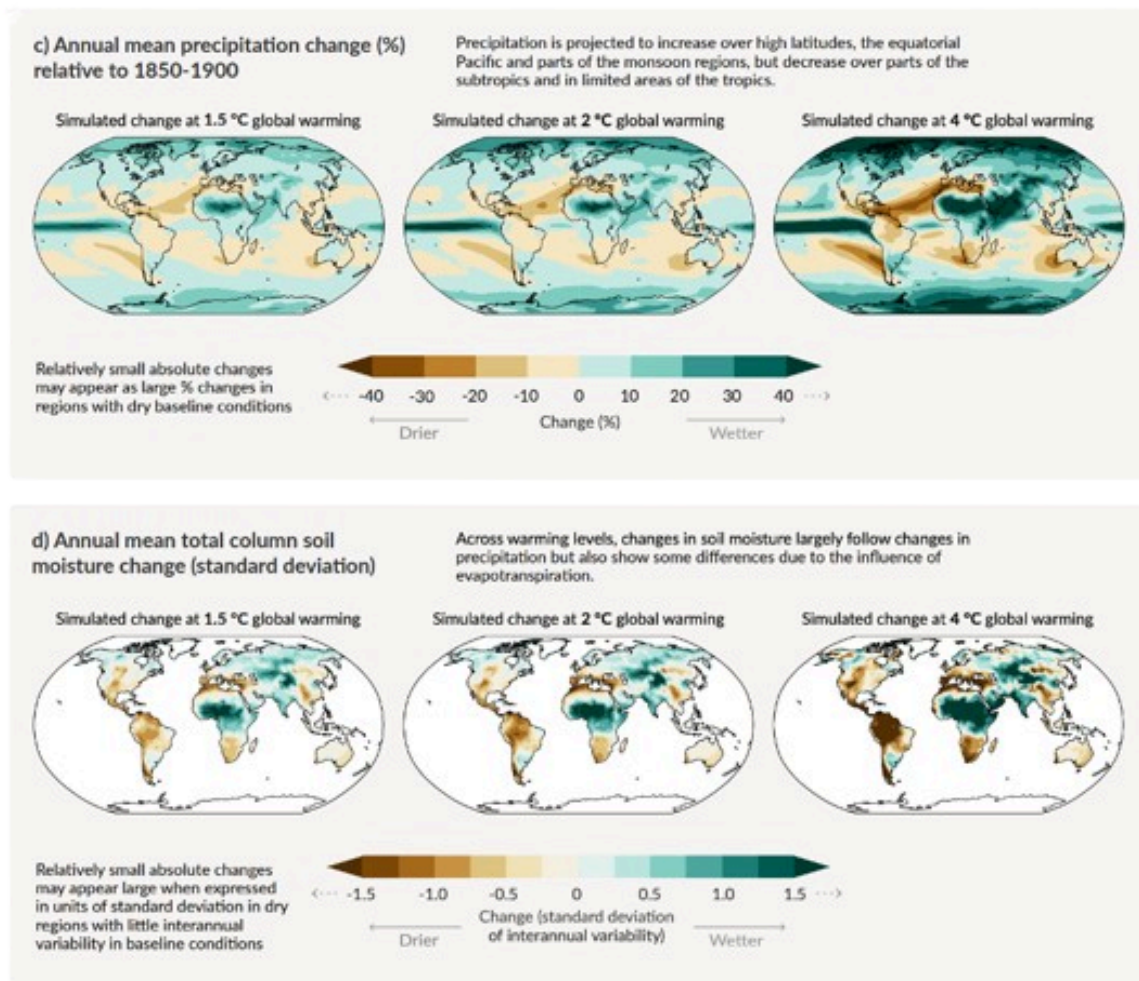 c) Annual mean precipitation change (%)
relative to 1850-1900
Precipitation is projected to increase over high latitudes, the equatorial
Pacific and parts of the monsoon regions, but decrease over parts of the
subtropics and in limited areas of the tropics.
Simulated change at 1.5 °C global warming
Simulated change at 2 °C global warming
Simulated change at 4 °C global warming
Relatively small absolute changes
may appear as large % changes in
regions with dry baseline conditions
-40 -30 -20 -10 0 10 20 30 40
Change (%)
Drier
Wetter
d) Annual mean total column soil
moisture change (standard deviation)
Across warming levels, changes in soil moisture largely follow changes in
precipitation but also show some differences due to the influence of
evapotranspiration.
Simulated change at 1.5 °C global warming
Simulated change at 2 °C global warming
Simulated change at 4 °C global warming
Relatively small absolute changes
may appear large when expressed
in units of standard deviation in dry
regions with little interannual
variability in baseline conditions
-1.5 -1.0 -0.5 0 0.5 1.0 1.5
Change (standard deviation
of interannual variability)
Drier
Wetter